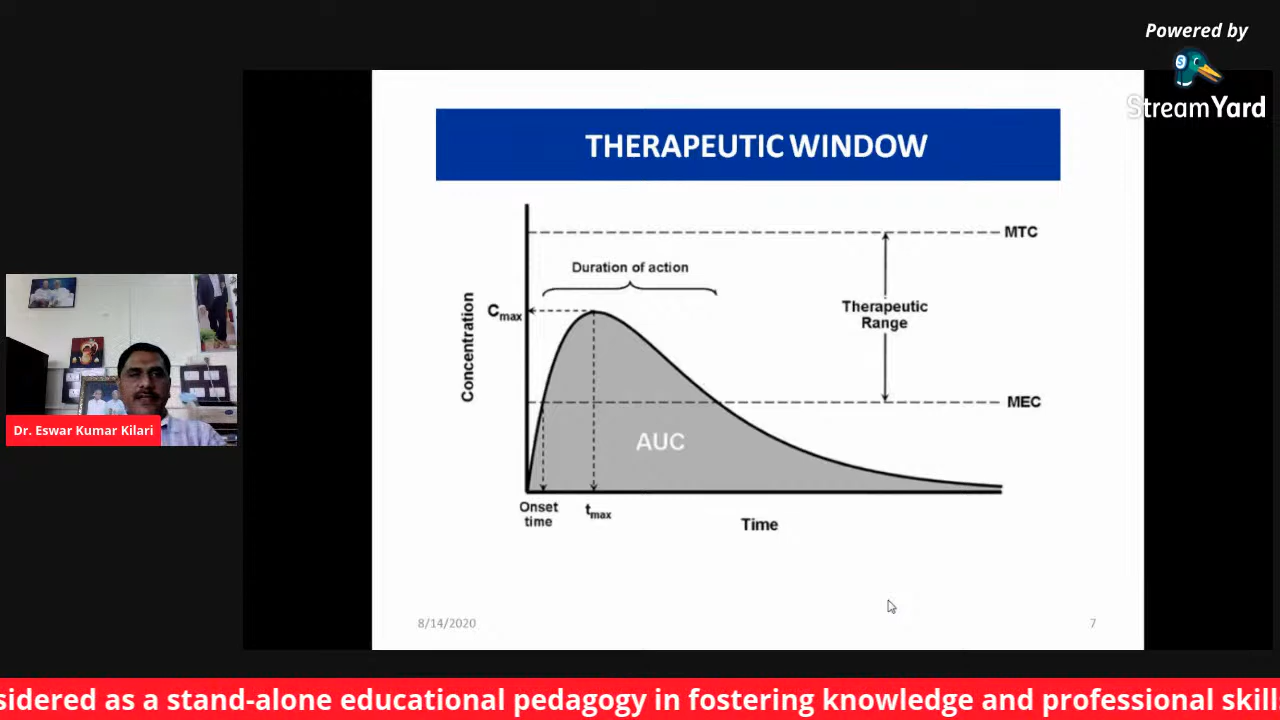 Powered by
StreamYard
THERAPEUTIC WINDOW
MTC
Duration of action
Cmax
Therapeutic
Range
Concentration
MEC
AUC
Onset
time
tmax
Time
8/14/2020
7
Dr. Eswar Kumar Kilari
sidered as a stand-alone educational pedagogy in fostering knowledge and professional skill